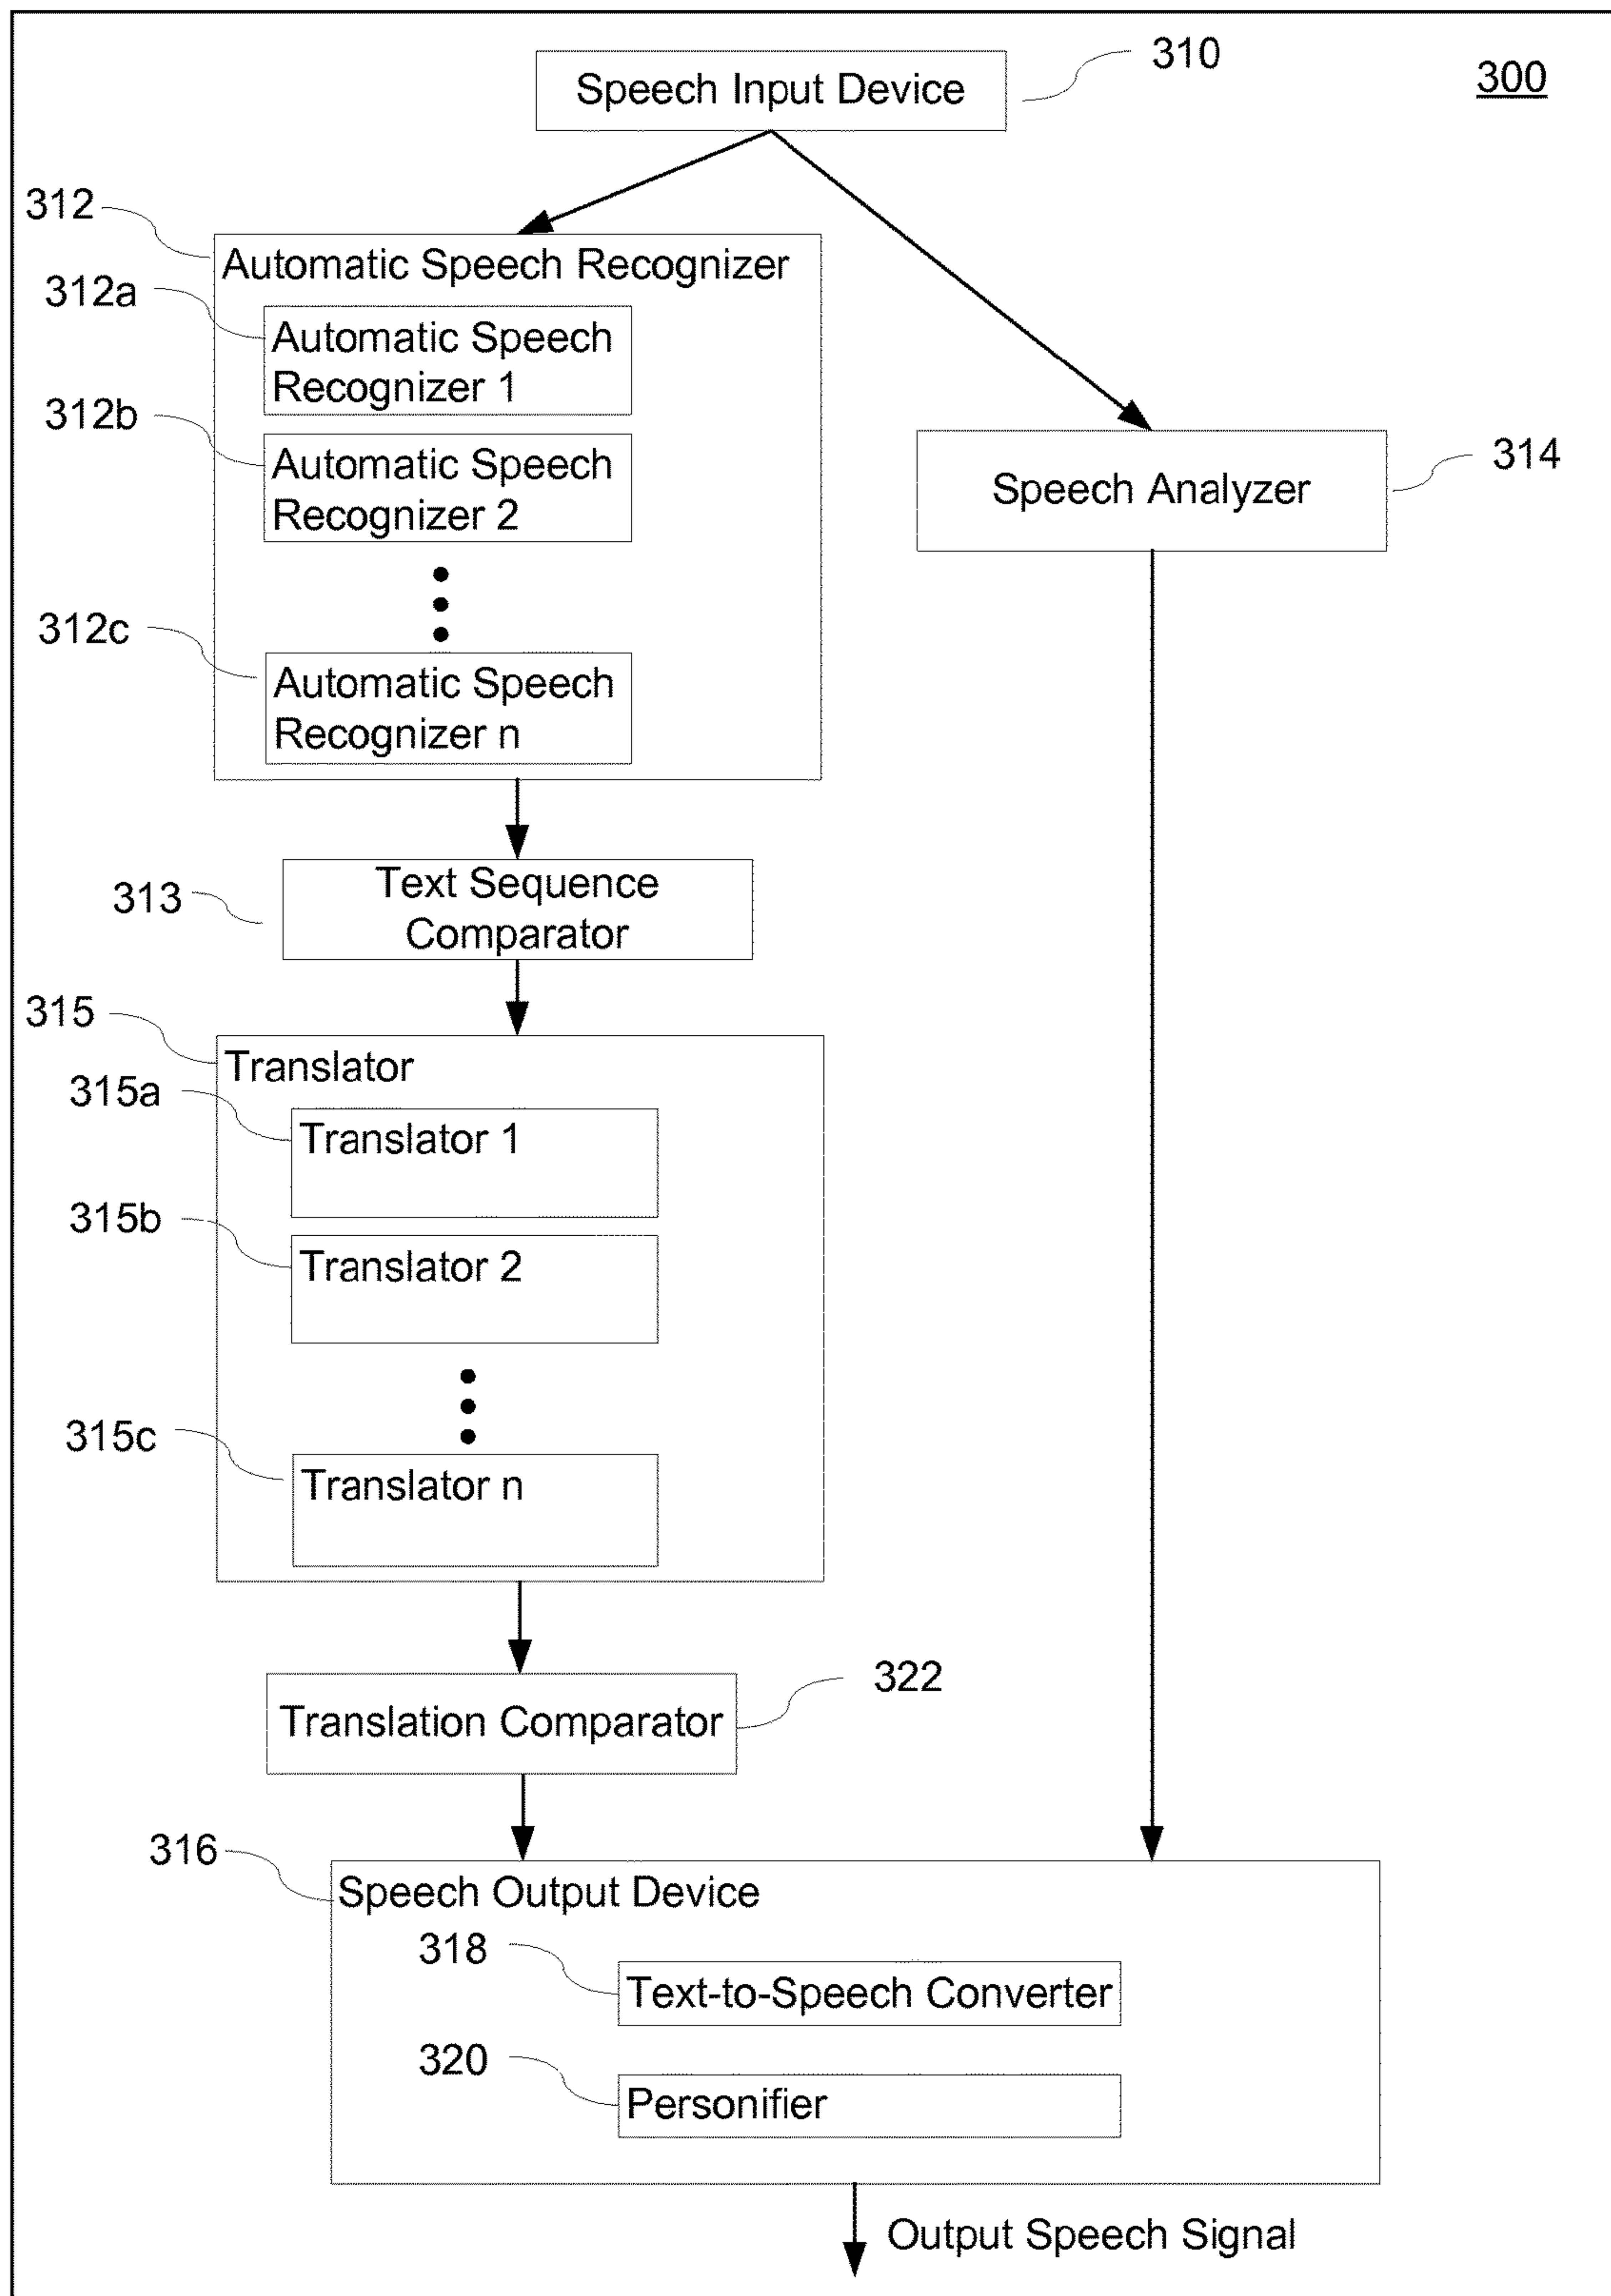 310
300
Speech Input Device
312
Automatic Speech Recognizer
312a
Automatic Speech
Recognizer 1
312b
Automatic Speech
Recognizer 2
314
Speech Analyzer
312c
Automatic Speech
Recognizer n
313
Text Sequence
Comparator
315
Translator
315a
Translator 1
315b
Translator 2
315c
Translator n
322
Translation Comparator
316
Speech Output Device
318
Text-to-Speech Converter
320
Personifier
Output Speech Signal